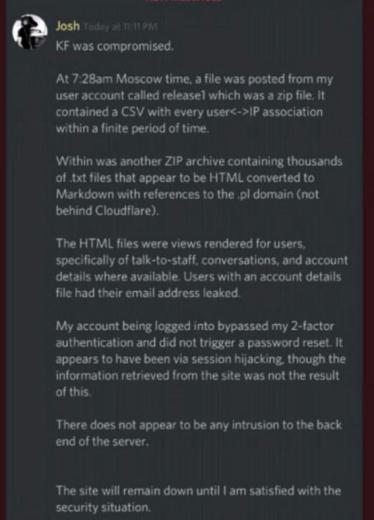 Josh Today at 11:11 PM
KF was compromised.
At 7:28am Moscow time, a file was posted from my
user account called release1 which was a zip file. It
contained a CSV with every user<->IP association
within a finite period of time.
Within was another ZIP archive containing thousands
of .txt files that appear to be HTML converted to
Markdown with references to the .pl domain (not
behind Cloudflare).
The HTML files were views rendered for users,
specifically of talk-to-staff, conversations, and account
details where available. Users with an account details
file had their email address leaked.
My account being logged into bypassed my 2-factor
authentication and did not trigger a password reset. It
appears to have been via session hijacking, though the
information retrieved from the site was not the result
of this.
There does not appear to be any intrusion to the back
end of the server.
The site will remain down until I am satisfied with the
security situation.